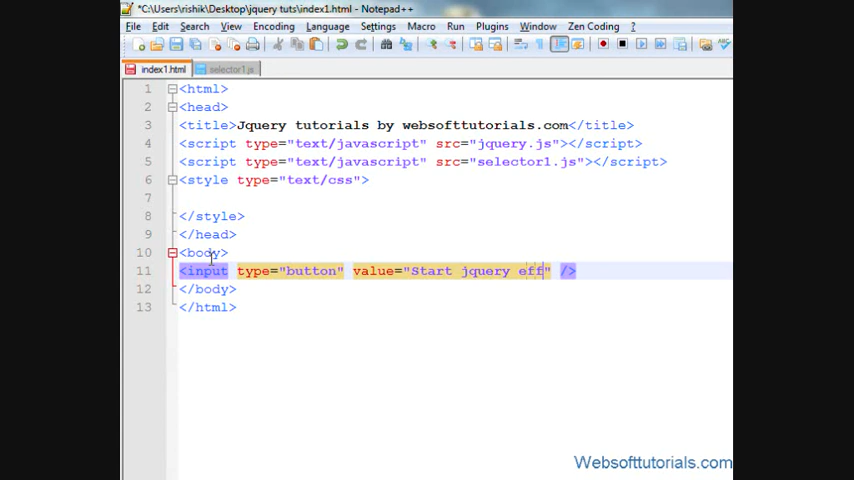 *C:\Users\rishik\Desktop\jquery tuts\index1.html - Notepad++
File Edit Search View Encoding Language Settings Macro Run Plugins Window Zen Coding ?
index1.html selector1.js
1 <html>
2 <head>
3 <title>Jquery tutorials by websofttutorials.com</title>
4 <script type="text/javascript" src="jquery.js"></script>
5 <script type="text/javascript" src="selector1.js"></script>
6 <style type="text/css">
7
8 </style>
9 </head>
10 <body>
11 <input type="button" value="Start jquery eff" />
12 </body>
13 </html>
Websofttutorials.com